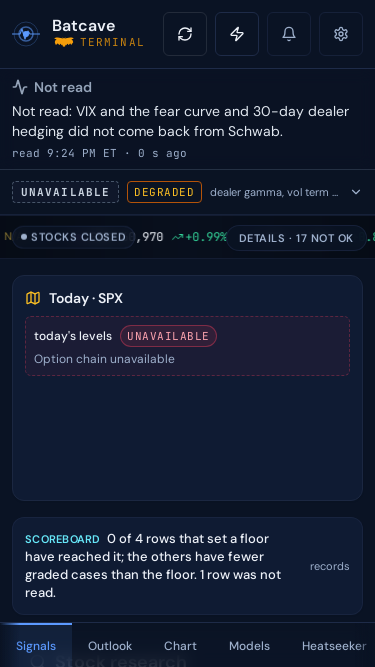 Batcave
TERMINAL
Not read
Not read: VIX and the fear curve and 30-day dealer
hedging did not come back from Schwab.
read 9:24 PM ET · 0 s ago
UNAVAILABLE DEGRADED dealer gamma, vol term …
N STOCKS CLOSED ,970 +0.99% DETAILS · 17 NOT OK
Today · SPX
today's levels UNAVAILABLE
Option chain unavailable
SCOREBOARD 0 of 4 rows that set a floor
have reached it; the others have fewer
graded cases than the floor. 1 row was not
read.
records
Stock research
Signals Outlook Chart Models Heatseeker